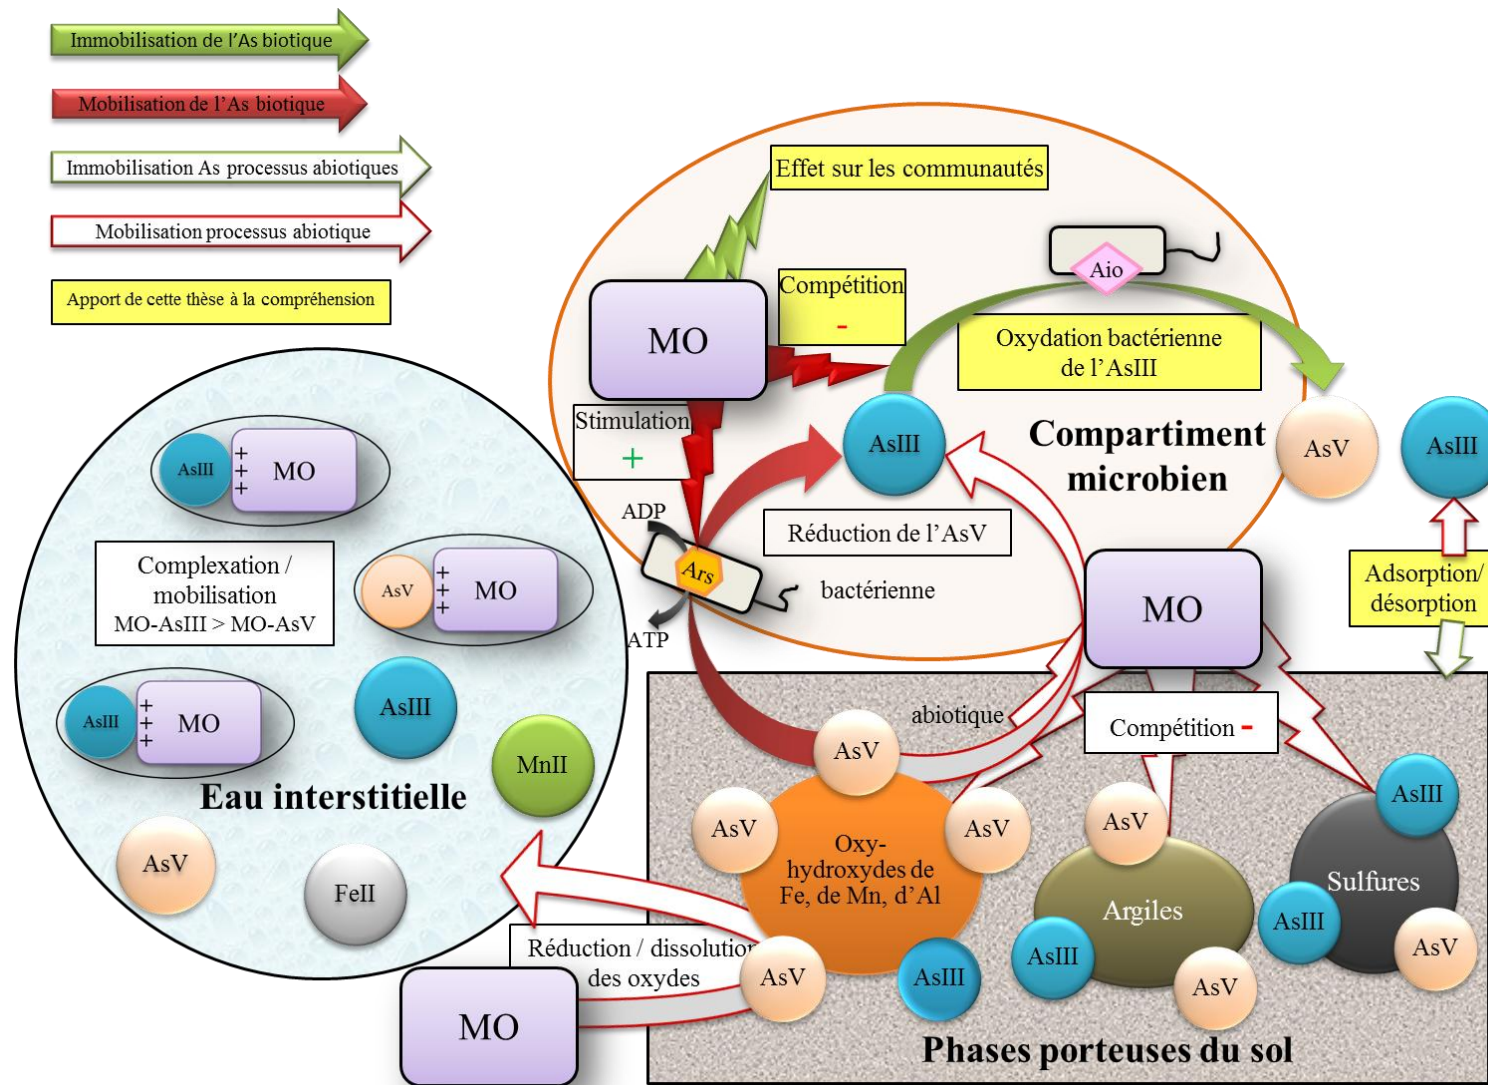 Immobilisation de l'As biotique
Mobilisation de l'As biotique
Immobilisation As processus abiotiques
Mobilisation processus abiotique
Apport de cette thèse à la compréhension
Effet sur les communautés
MO
Compétition
-
Aio
Oxydation bactérienne
de l'AsIII
Stimulation
+
AsIII
Compartiment
microbien
AsV
AsIII
ADP
Ars
ATP
Réduction de l'AsV
bactérienne
MO
Adsorption/
désorption
AsIII
+
+
+
MO
Complexation /
mobilisation
MO-AsIII > MO-AsV
AsV
+
+
+
MO
AsIII
+
+
+
MO
AsIII
MnII
Eau interstitielle
AsV
FeII
abiotique
Compétition -
AsV
AsV
AsV
Oxy-
hydroxydes de
Fe, de Mn, d'Al
AsV
AsIII
AsV
Argiles
AsIII
AsV
AsIII
Sulfures
AsIII
AsV
Réduction / dissolution
des oxydes
MO
Phases porteuses du sol